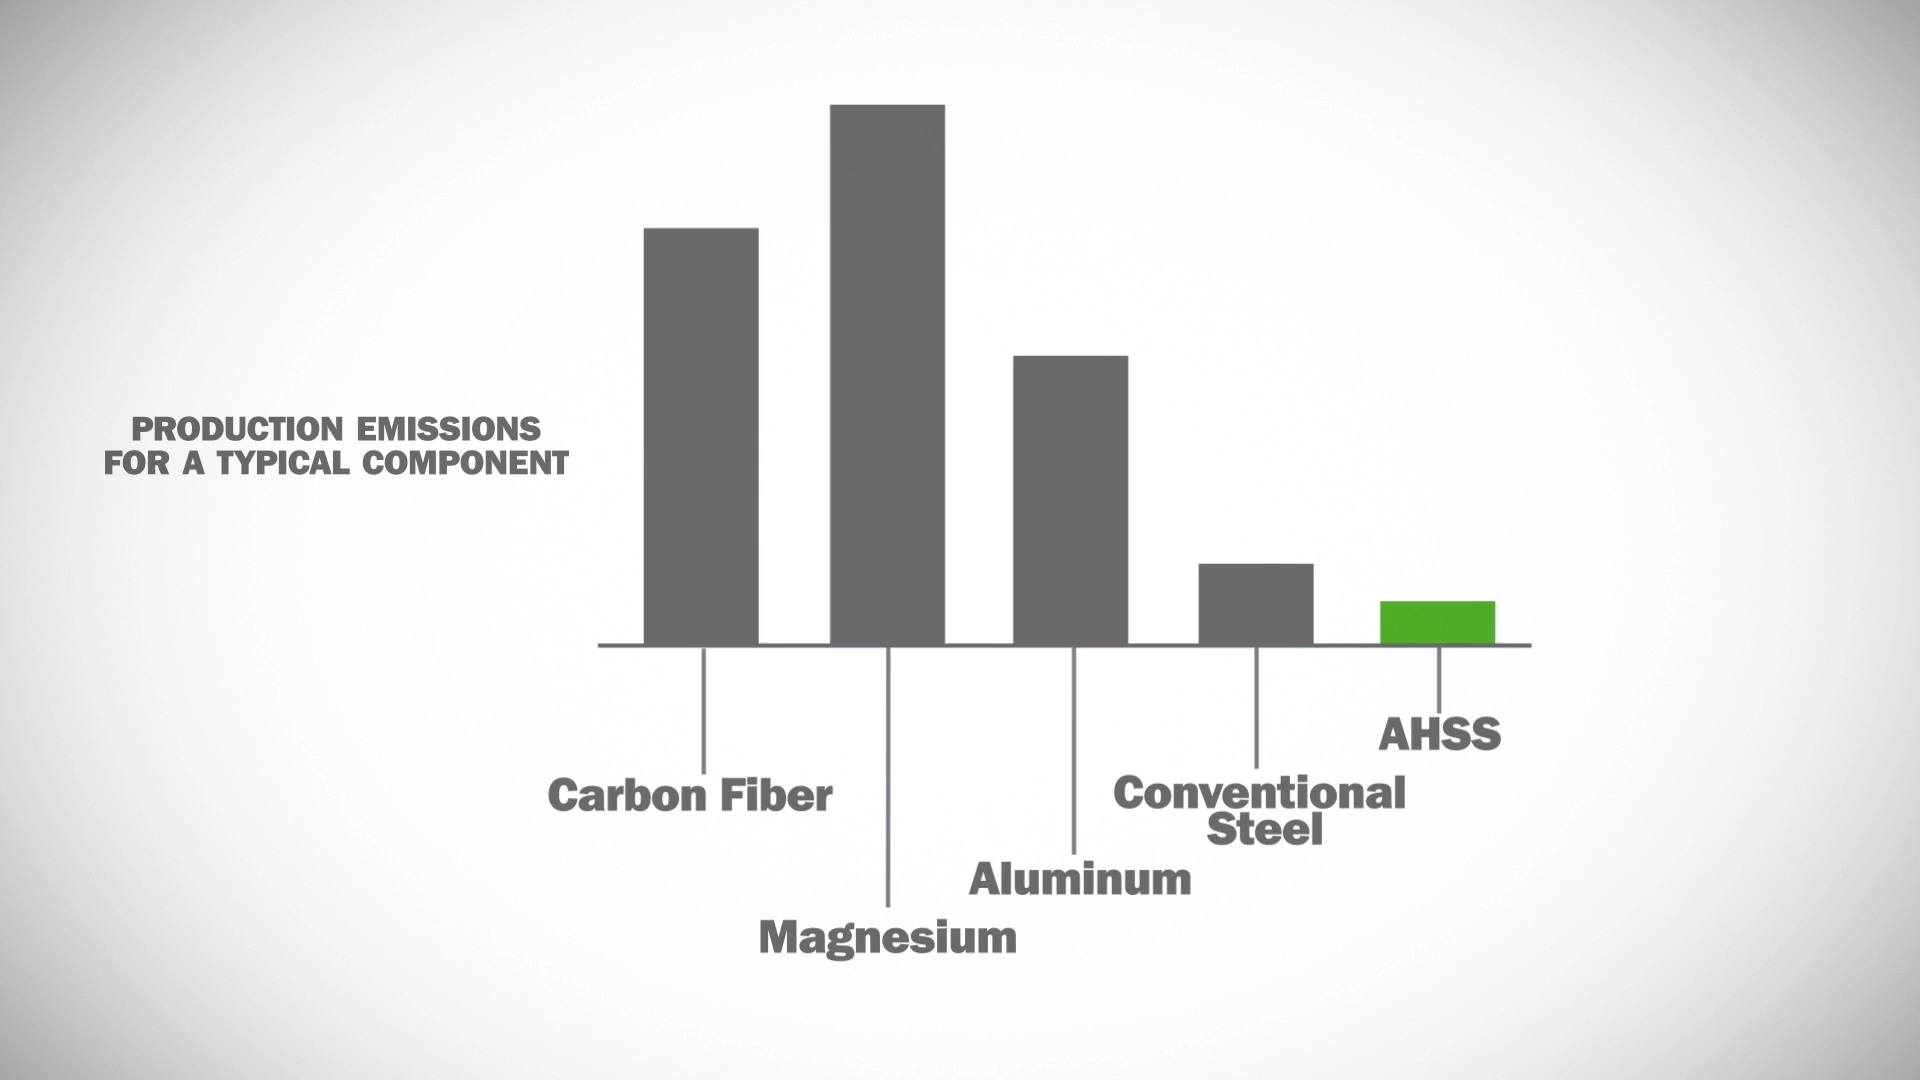 PRODUCTION EMISSIONS
FOR A TYPICAL COMPONENT
Carbon Fiber
Magnesium
Aluminum
Conventional
Steel
AHSS